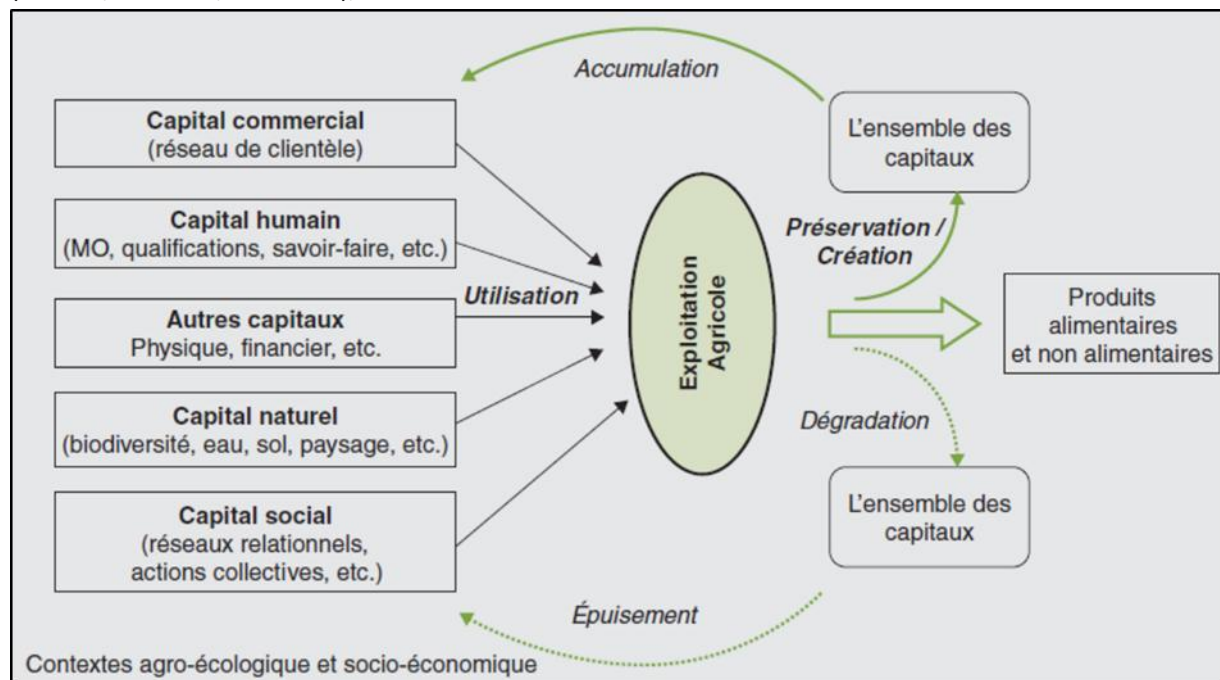 Accumulation
Capital commercial
(réseau de clientèle)
L'ensemble des
capitaux
Capital humain
(MO, qualifications, savoir-faire, etc.)
Préservation /
Création
Utilisation
Exploitation
Agricole
Autres capitaux
Physique, financier, etc.
Produits
alimentaires
et non alimentaires
Capital naturel
(biodiversité, eau, sol, paysage, etc.)
Dégradation
Capital social
(réseaux relationnels,
actions collectives, etc.)
L'ensemble des
capitaux
Épuisement
Contextes agro-écologique et socio-économique